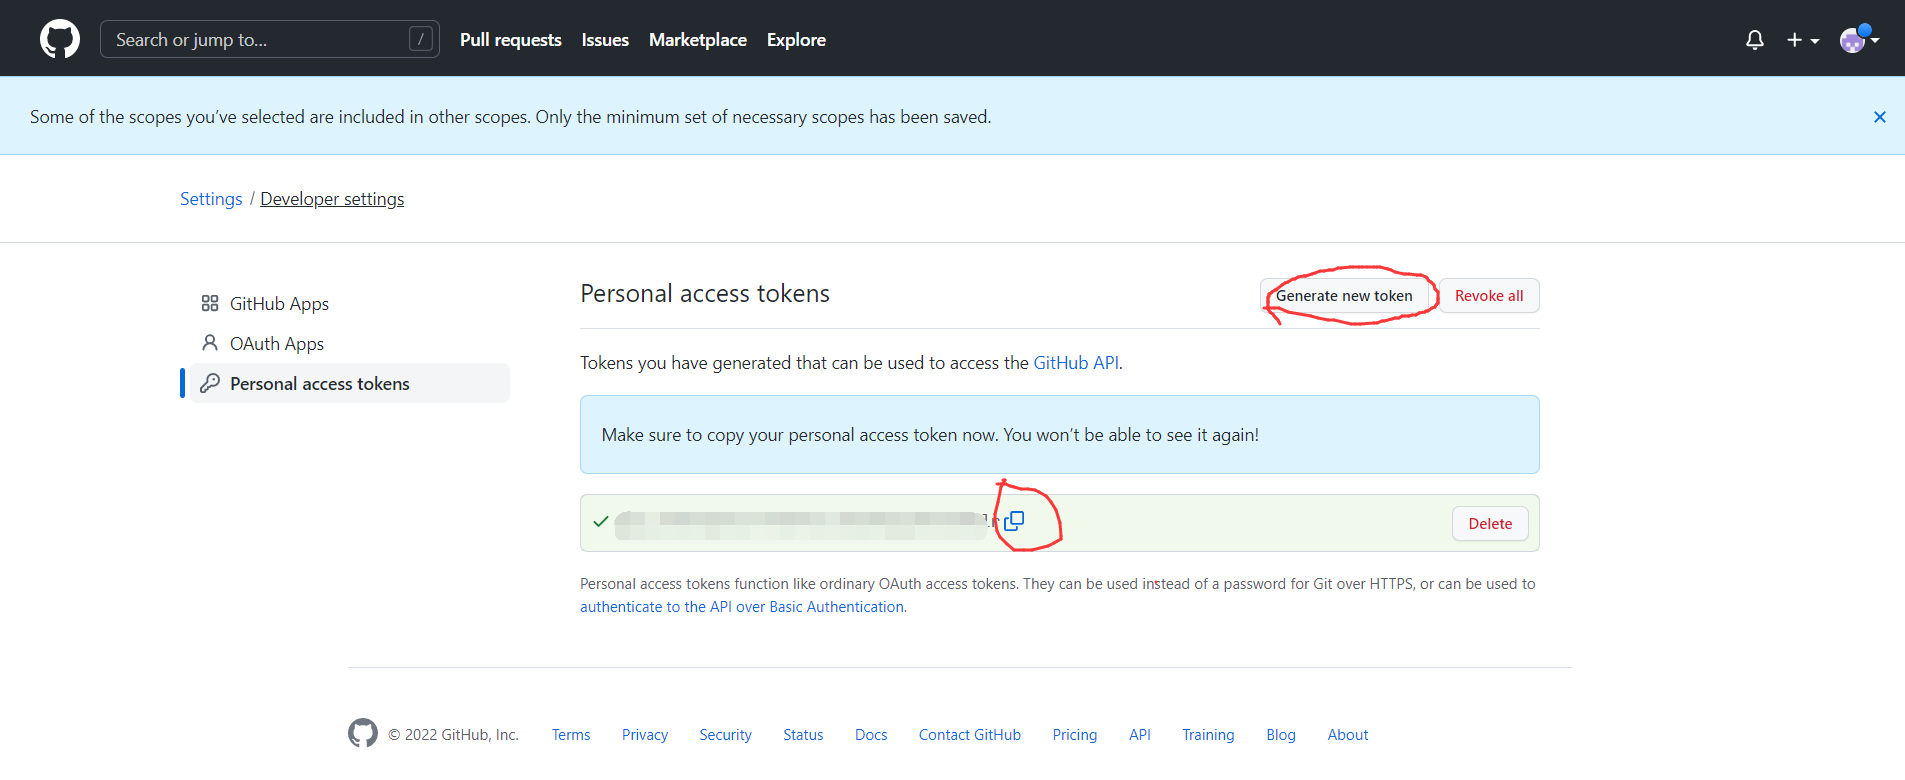 Search or jump to... /
Pull requests Issues Marketplace Explore
Some of the scopes you've selected are included in other scopes. Only the minimum set of necessary scopes has been saved.
Settings / Developer settings
GitHub Apps
OAuth Apps
Personal access tokens
Personal access tokens
Generate new token
Revoke all
Tokens you have generated that can be used to access the GitHub API.
Make sure to copy your personal access token now. You won't be able to see it again!
Delete
Personal access tokens function like ordinary OAuth access tokens. They can be used instead of a password for Git over HTTPS, or can be used to
authenticate to the API over Basic Authentication.
© 2022 GitHub, Inc. Terms Privacy Security Status Docs Contact GitHub Pricing API Training Blog About